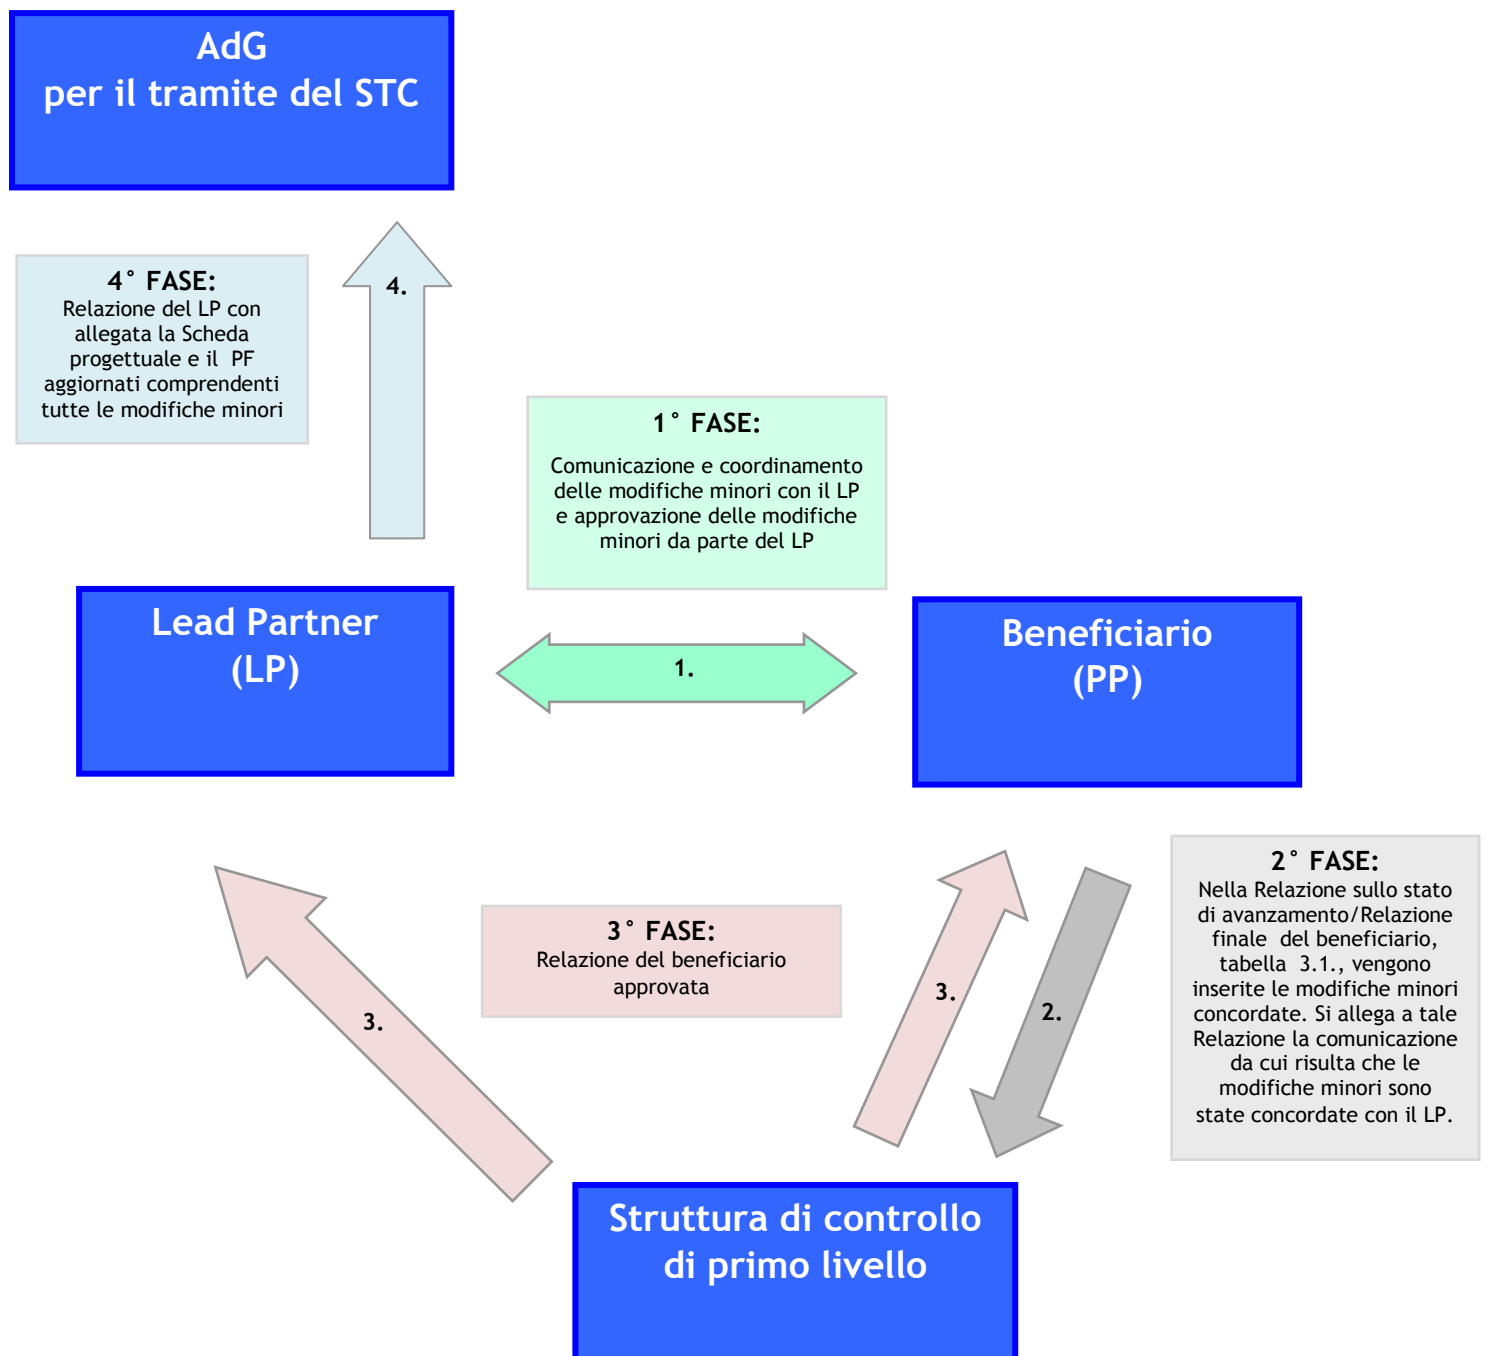 AdG
per il tramite del STC
4° FASE:
Relazione del LP con
allegata la Scheda
progettuale e il PF
aggiornati comprendenti
tutte le modifiche minori
4.
1° FASE:
Comunicazione e coordinamento
delle modifiche minori con il LP
e approvazione delle modifiche
minori da parte del LP
Lead Partner
(LP)
1.
Beneficiario
(PP)
2° FASE:
Nella Relazione sullo stato
di avanzamento/Relazione
finale del beneficiario,
tabella 3.1., vengono
inserite le modifiche minori
concordate. Si allega a tale
Relazione la comunicazione
da cui risulta che le
modifiche minori sono
state concordate con il LP.
3° FASE:
Relazione del beneficiario
approvata
3.
2.
3.
Struttura di controllo
di primo livello